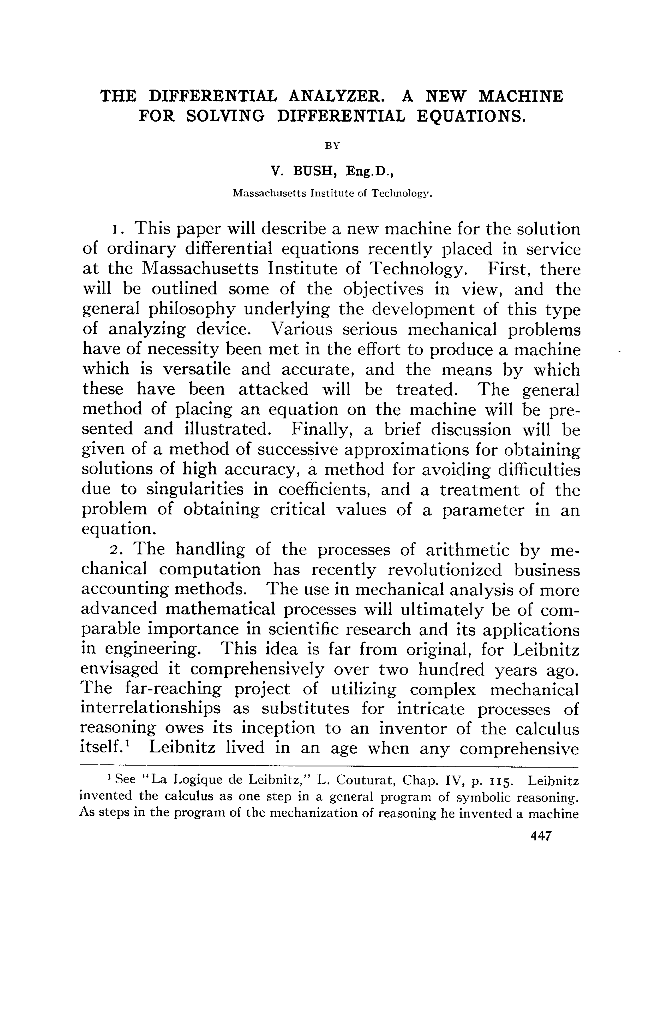 THE DIFFERENTIAL ANALYZER. A NEW MACHINE
FOR SOLVING DIFFERENTIAL EQUATIONS.
BY
V. BUSH, Eng.D.,
Massachusetts Institute of Technology.
1. This paper will describe a new machine for the solution
of ordinary differential equations recently placed in service
at the Massachusetts Institute of Technology. First, there
will be outlined some of the objectives in view, and the
general philosophy underlying the development of this type
of analyzing device. Various serious mechanical problems
have of necessity been met in the effort to produce a machine
which is versatile and accurate, and the means by which
these have been attacked will be treated. The general
method of placing an equation on the machine will be pre-
sented and illustrated. Finally, a brief discussion will be
given of a method of successive approximations for obtaining
solutions of high accuracy, a method for avoiding difficulties
due to singularities in coefficients, and a treatment of the
problem of obtaining critical values of a parameter in an
equation.
2. The handling of the processes of arithmetic by me-
chanical computation has recently revolutionized business
accounting methods. The use in mechanical analysis of more
advanced mathematical processes will ultimately be of com-
parable importance in scientific research and its applications
in engineering. This idea is far from original, for Leibnitz
envisaged it comprehensively over two hundred years ago.
The far-reaching project of utilizing complex mechanical
interrelationships as substitutes for intricate processes of
reasoning owes its inception to an inventor of the calculus
itself.¹ Leibnitz lived in an age when any comprehensive
¹ See "La Logique de Leibnitz," L. Couturat, Chap. IV, p. 115. Leibnitz
invented the calculus as one step in a general program of symbolic reasoning.
As steps in the program of the mechanization of reasoning he invented a machine
447